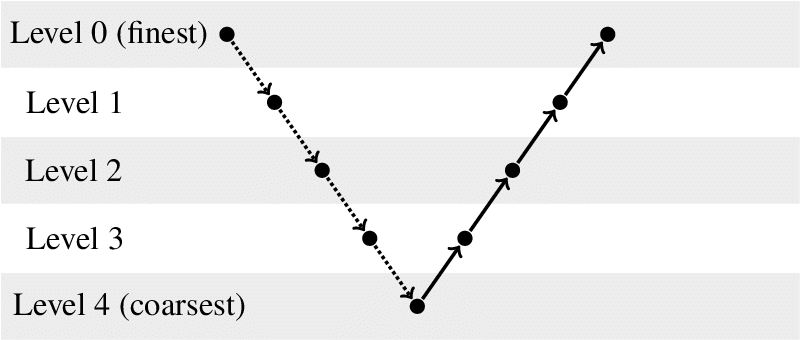 Level 0 (finest)
Level 1
Level 2
Level 3
Level 4 (coarsest)